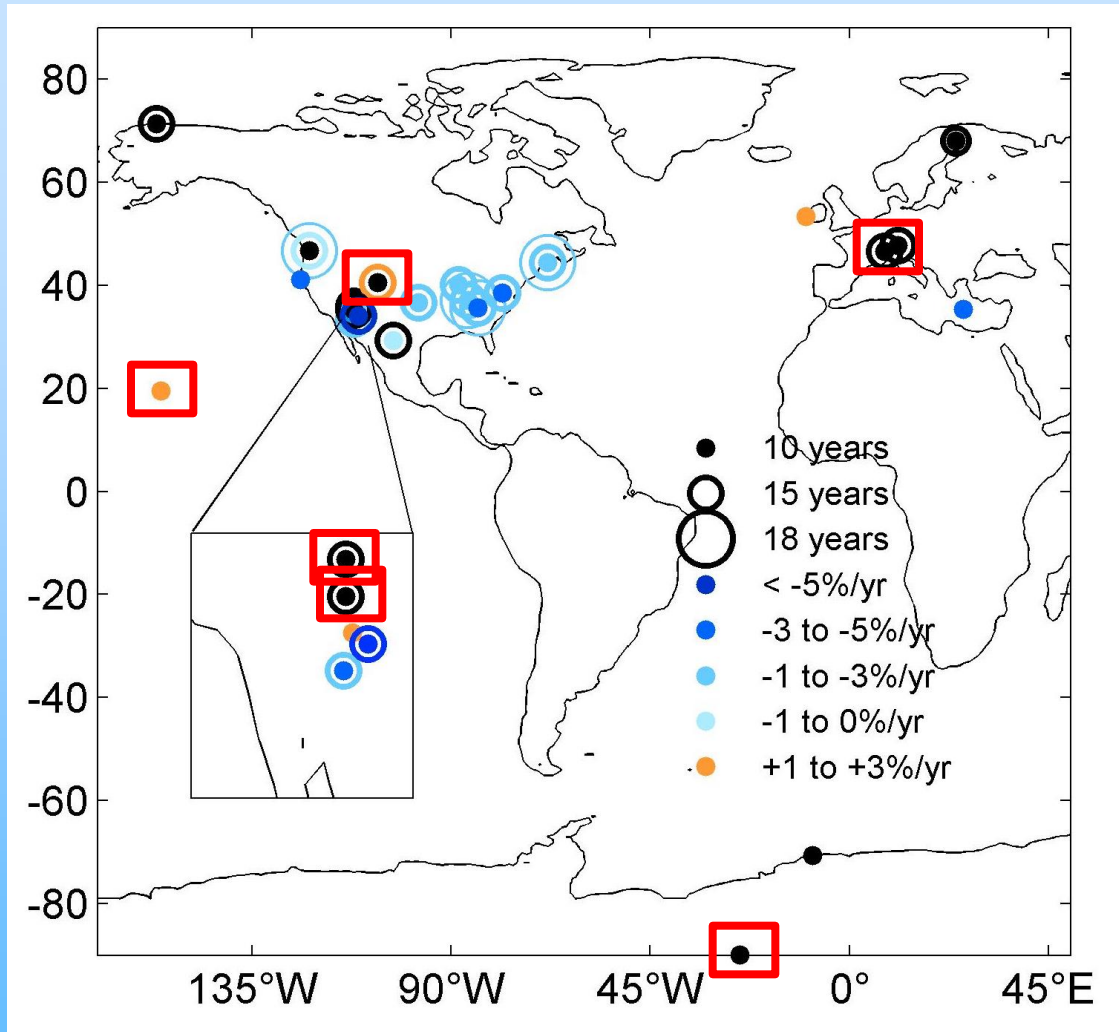 80
60
40
20
0
-20
-40
-60
-80
10 years
15 years
18 years
< -5%/yr
-3 to -5%/yr
-1 to -3%/yr
-1 to 0%/yr
+1 to +3%/yr
135°W 90°W 45°W 0° 45°E